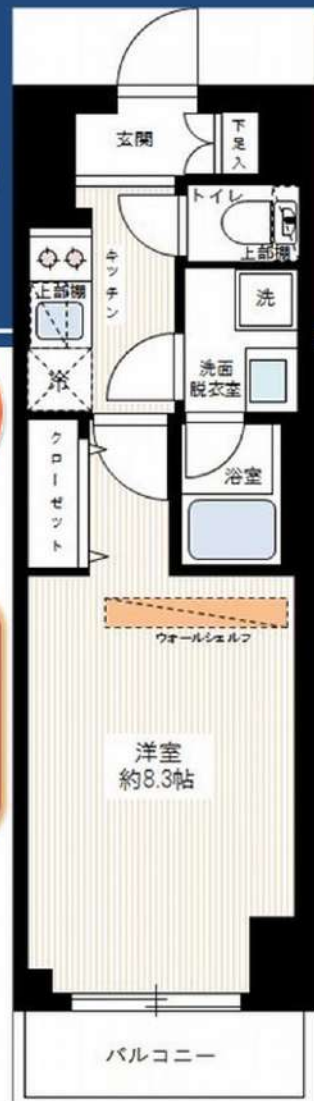 玄関
下足入
トイレ
上部棚
キッチン
上部棚
洗
冷
洗面
脱衣室
クローゼット
浴室
ウォールシェルフ
洋室
約8.3帖
バルコニー